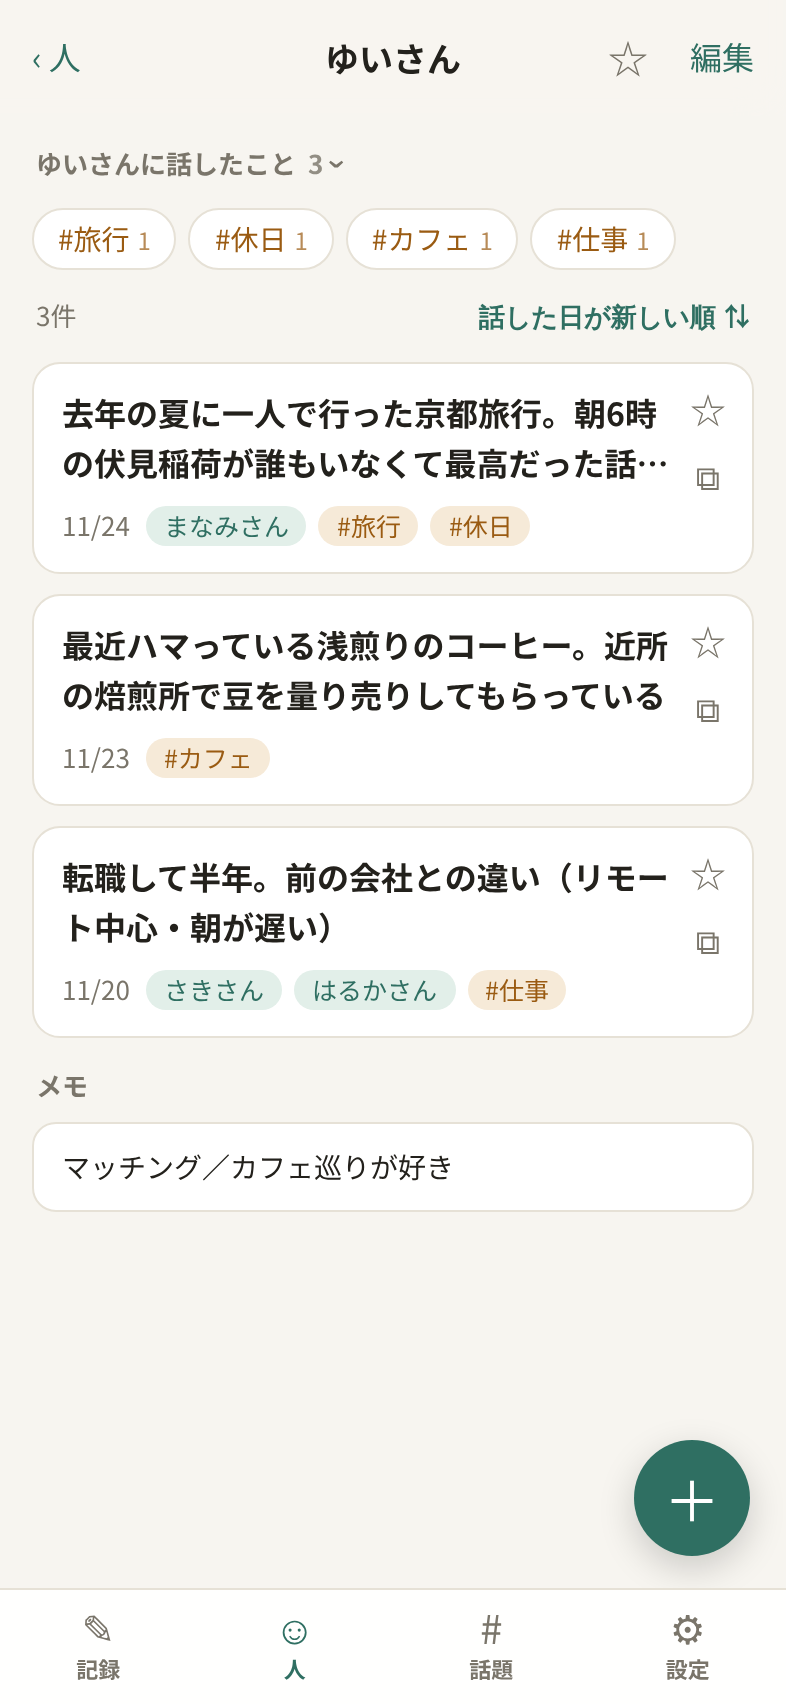 ‹ 人 ゆいさん ☆ 編集
ゆいさんに話したこと 3
#旅行 1 #休日 1 #カフェ 1 #仕事 1
3件 話した日が新しい順 ⇅
去年の夏に一人で行った京都旅行。朝6時
の伏見稲荷が誰もいなくて最高だった話…
11/24 まなみさん #旅行 #休日
最近ハマっている浅煎りのコーヒー。近所
の焙煎所で豆を量り売りしてもらっている
11/23 #カフェ
転職して半年。前の会社との違い（リモー
ト中心・朝が遅い）
11/20 さきさん はるかさん #仕事
メモ
マッチング／カフェ巡りが好き
＋
記録 人 # 話題 設定